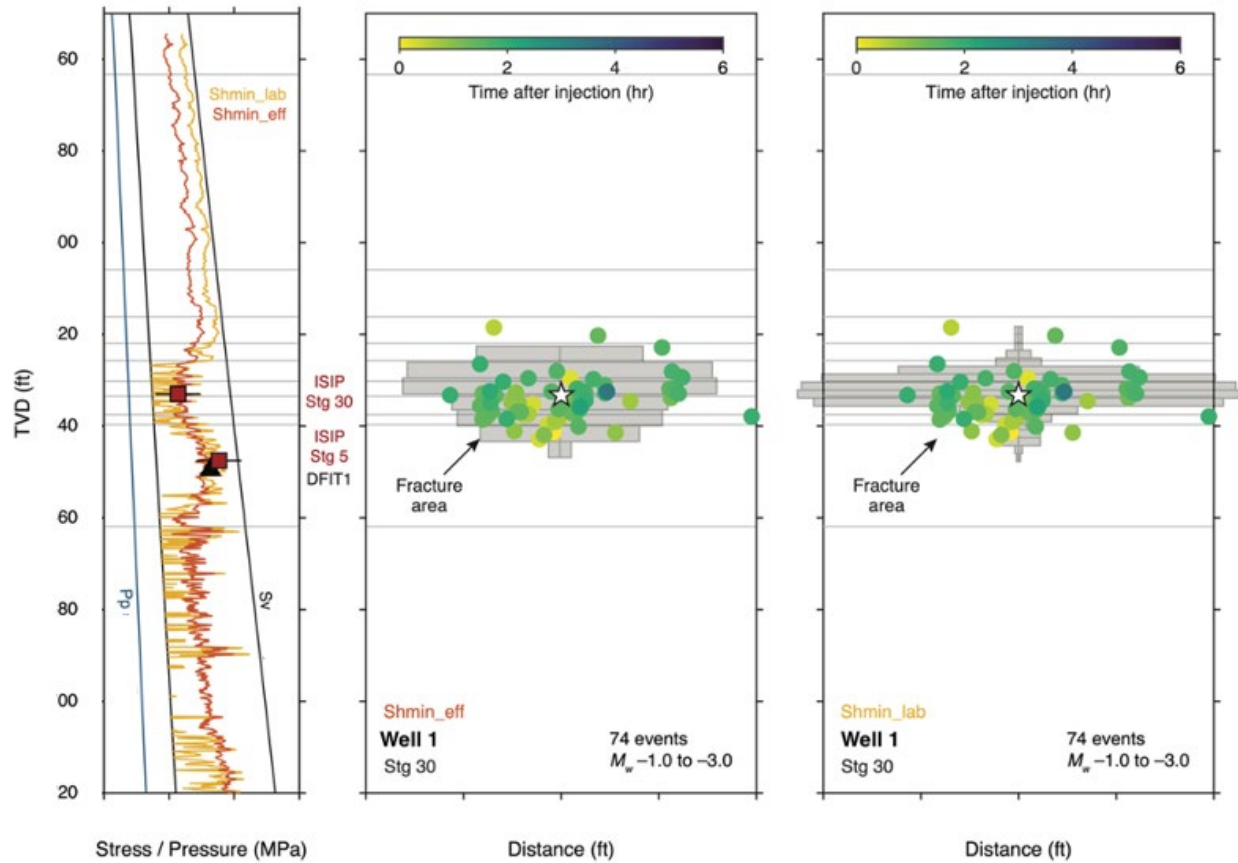 TVD (ft)
60
80
00
20
40
60
80
00
20
Shmin_lab
Shmin_eff
ISIP
Stg 30
ISIP
Stg 5
DFIT1
Pp
Sv
Stress / Pressure (MPa)
0
2
4
6
Time after injection (hr)
Fracture
area
Shmin_eff
Well 1
Stg 30
74 events
Mw –1.0 to –3.0
Distance (ft)
0
2
4
6
Time after injection (hr)
Fracture
area
Shmin_lab
Well 1
Stg 30
74 events
Mw –1.0 to –3.0
Distance (ft)